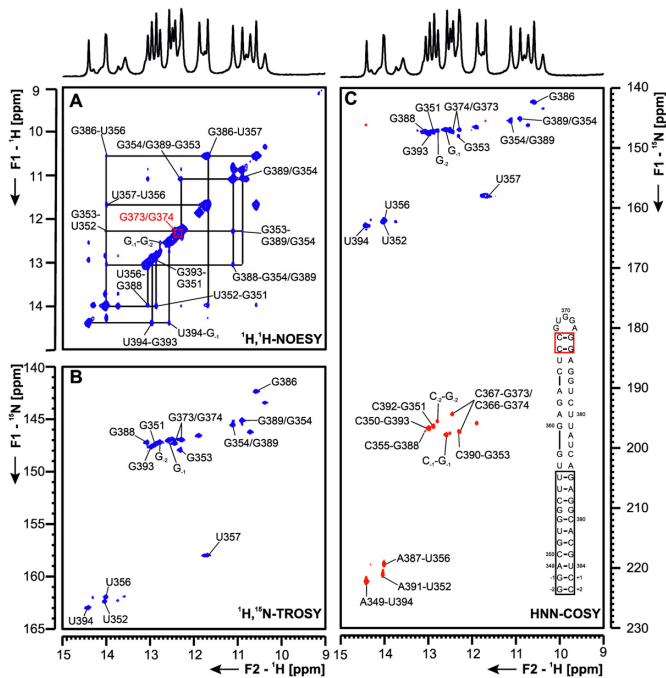 A
9
10
11
12
13
14
F1 - ¹H [ppm]
G386-U356
G354/G389-G353
G386-U357
U357-U356
G353-
U352
G373/G374
G₋₁-G₋₂
G353-
G389/G354
U356-
G388
G393-
G351
G388-G354/G389
U352-G351
U394-G393
U394-G₋₁
¹H,¹H-NOESY
B
140
145
150
155
160
165
F1 - ¹⁵N [ppm]
G386
G351
G388
G373/G374
G389/G354
G354/G389
G393
G₋₂
G₋₁
G353
U357
U356
U394
U352
¹H,¹⁵N-TROSY
15 14 13 12 11 10 9
F2 - ¹H [ppm]
C
140
150
160
170
180
190
200
210
220
230
F1 - ¹⁵N [ppm]
G386
G351
G388
G374/G373
G389/G354
G354/G389
G393
G₋₂
G₋₁
G353
U357
U356
U394
U352
C₋₂-G₋₂
C392-G351
C350-G393
C355-G388
C367-G373/
C366-G374
C390-G353
C₋₁-G₋₁
A387-U356
A391-U352
A349-U394
370
360
380
390
350
349
394
-1
+1
-2
+2
HNN-COSY
15 14 13 12 11 10 9
F2 - ¹H [ppm]